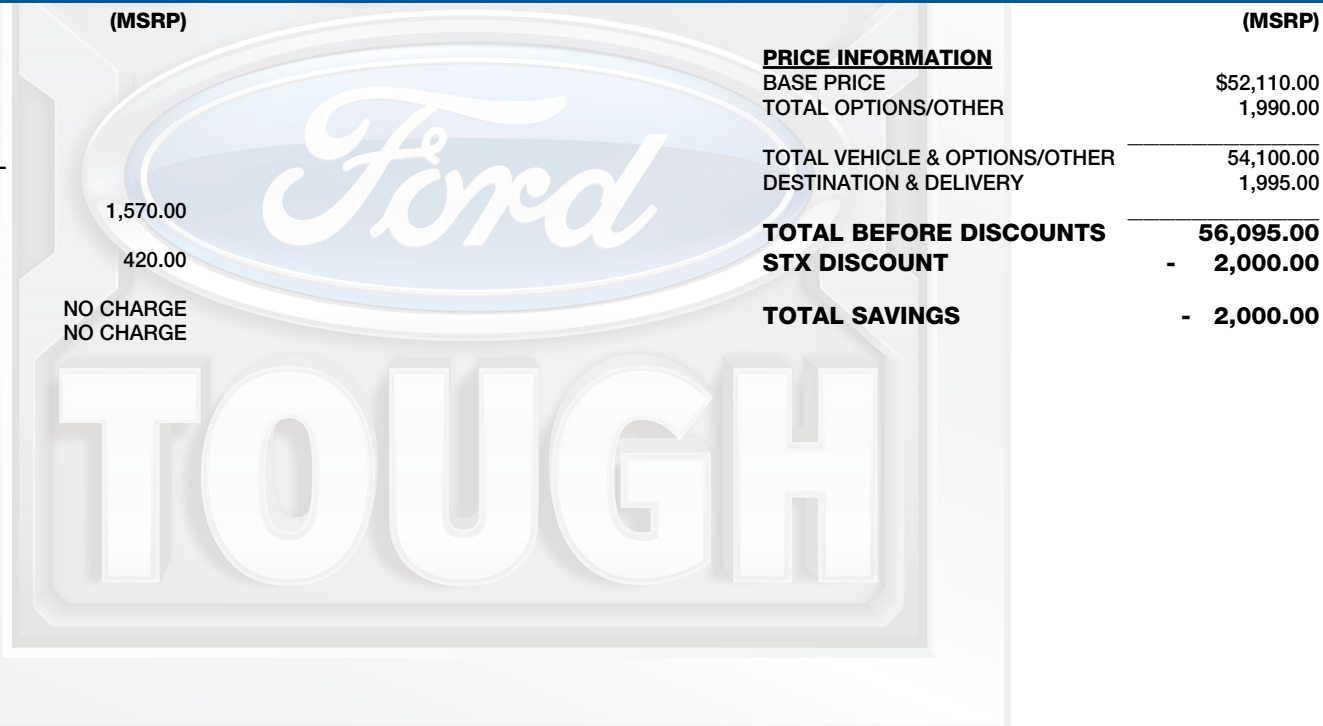 (MSRP)
1,570.00
420.00
NO CHARGE
NO CHARGE
Ford
TOUGH
(MSRP)
PRICE INFORMATION
BASE PRICE $52,110.00
TOTAL OPTIONS/OTHER 1,990.00
TOTAL VEHICLE & OPTIONS/OTHER 54,100.00
DESTINATION & DELIVERY 1,995.00
TOTAL BEFORE DISCOUNTS 56,095.00
STX DISCOUNT - 2,000.00
TOTAL SAVINGS - 2,000.00